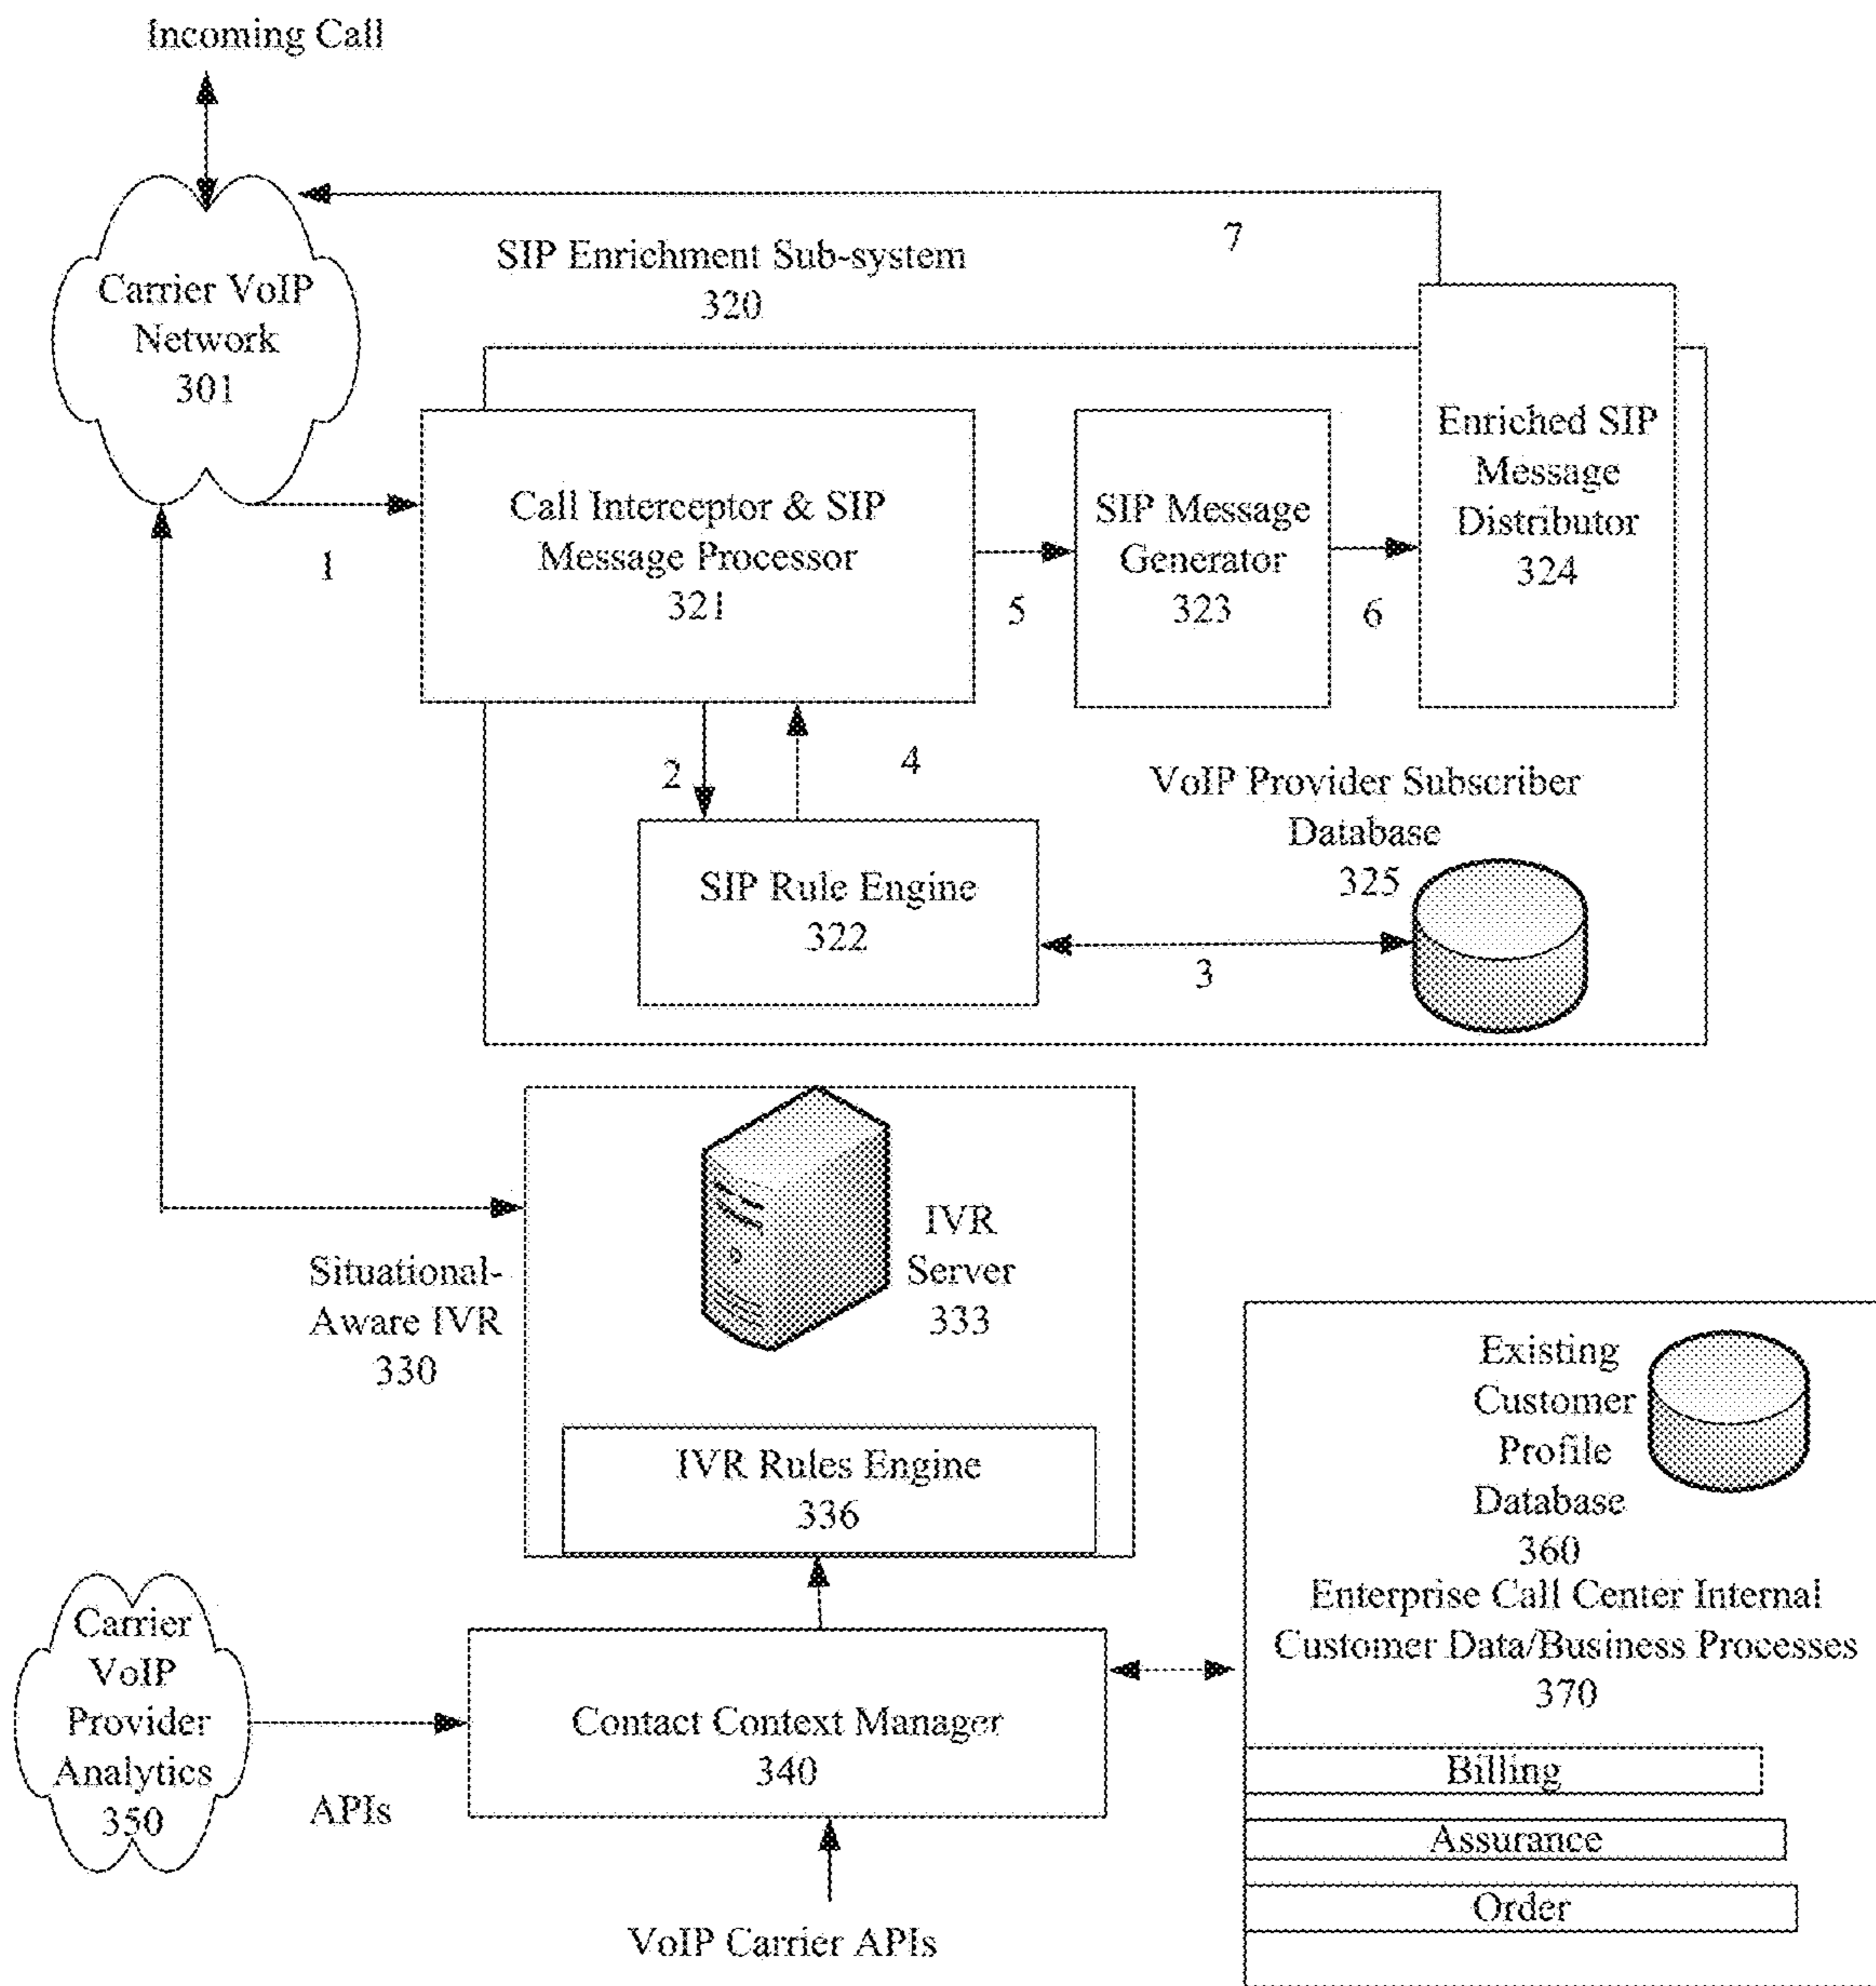 Incoming Call
Carrier VoIP
Network
301
7
SIP Enrichment Sub-system
320
Call Interceptor & SIP
Message Processor
321
SIP Message
Generator
323
Enriched SIP
Message
Distributor
324
1
5
6
2
4
VoIP Provider Subscriber
Database
325
SIP Rule Engine
322
3
IVR
Server
333
Situational-
Aware IVR
330
IVR Rules Engine
336
Existing
Customer
Profile
Database
360
Enterprise Call Center Internal
Customer Data/Business Processes
370
Billing
Assurance
Order
Carrier
VoIP
Provider
Analytics
350
APIs
Contact Context Manager
340
VoIP Carrier APIs